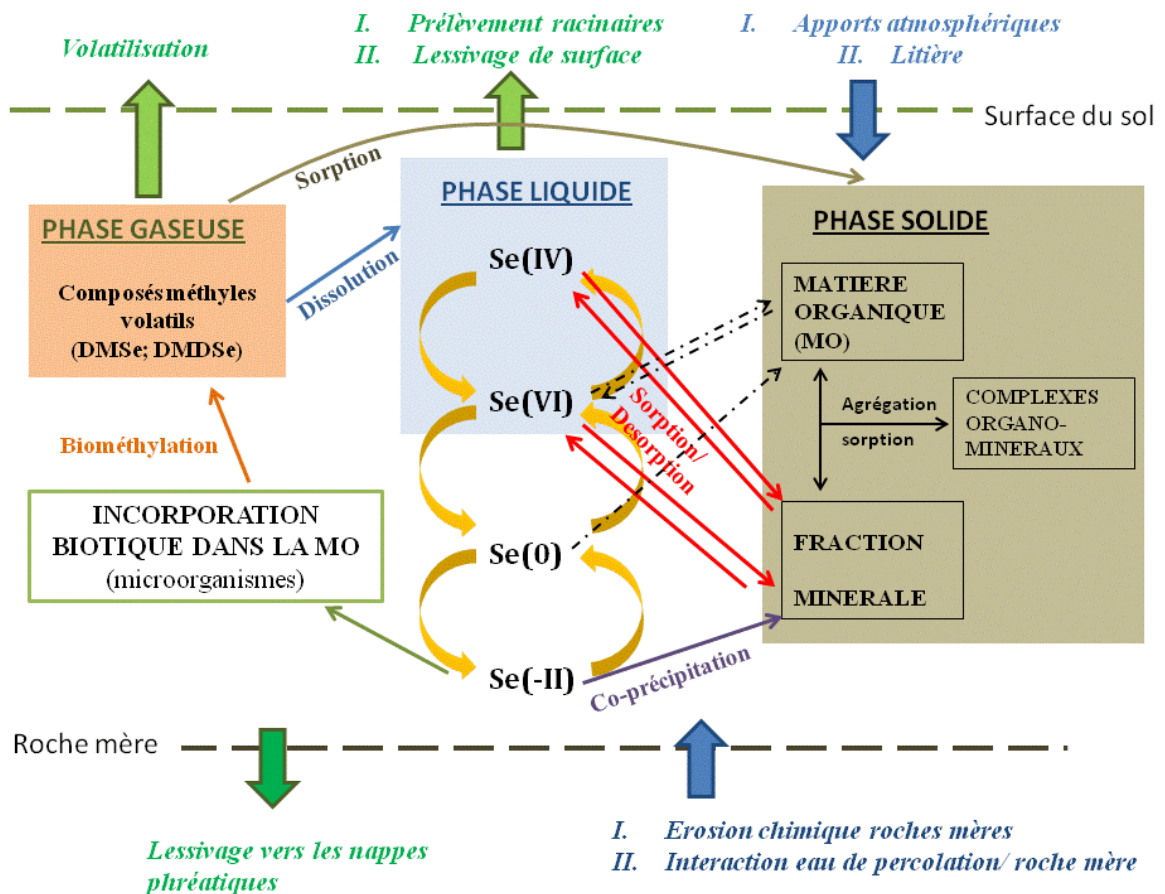 Volatilisation
I. Prélèvement racinaires
II. Lessivage de surface
I. Apports atmosphériques
II. Litière
Surface du sol
Sorption
PHASE GASEUSE
Composés méthyles
volatils
(DMSe; DMDSe)
Dissolution
PHASE LIQUIDE
Se(IV)
Se(VI)
Se(0)
Se(-II)
Sorption/
Desorption
PHASE SOLIDE
MATIERE
ORGANIQUE
(MO)
Agrégation
sorption
COMPLEXES
ORGANO-
MINERAUX
FRACTION
MINERALE
Biométhylation
INCORPORATION
BIOTIQUE DANS LA MO
(microorganismes)
Co-précipitation
Roche mère
Lessivage vers les nappes
phréatiques
I. Erosion chimique roches mères
II. Interaction eau de percolation/ roche mère